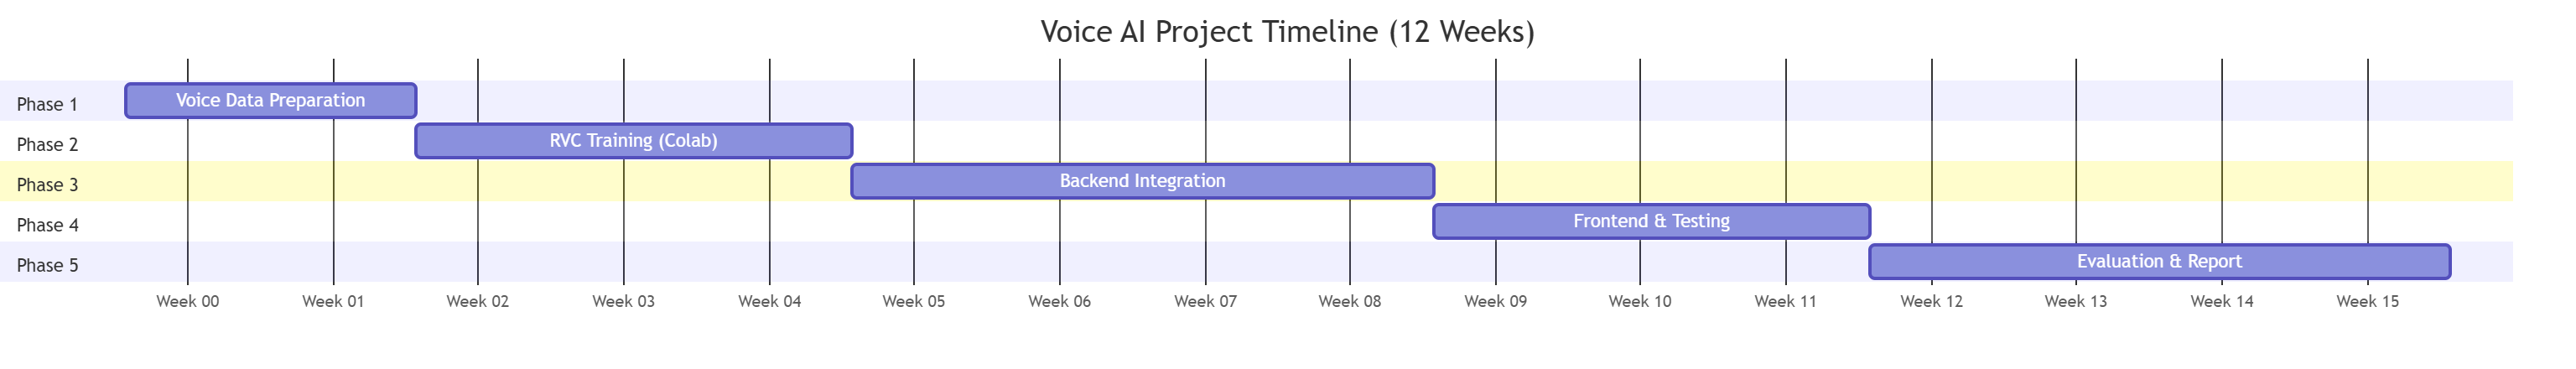 Voice AI Project Timeline (12 Weeks)
Phase 1
Voice Data Preparation
Phase 2
RVC Training (Colab)
Phase 3
Backend Integration
Phase 4
Frontend & Testing
Phase 5
Evaluation & Report
Week 00 Week 01 Week 02 Week 03 Week 04 Week 05 Week 06 Week 07 Week 08 Week 09 Week 10 Week 11 Week 12 Week 13 Week 14 Week 15